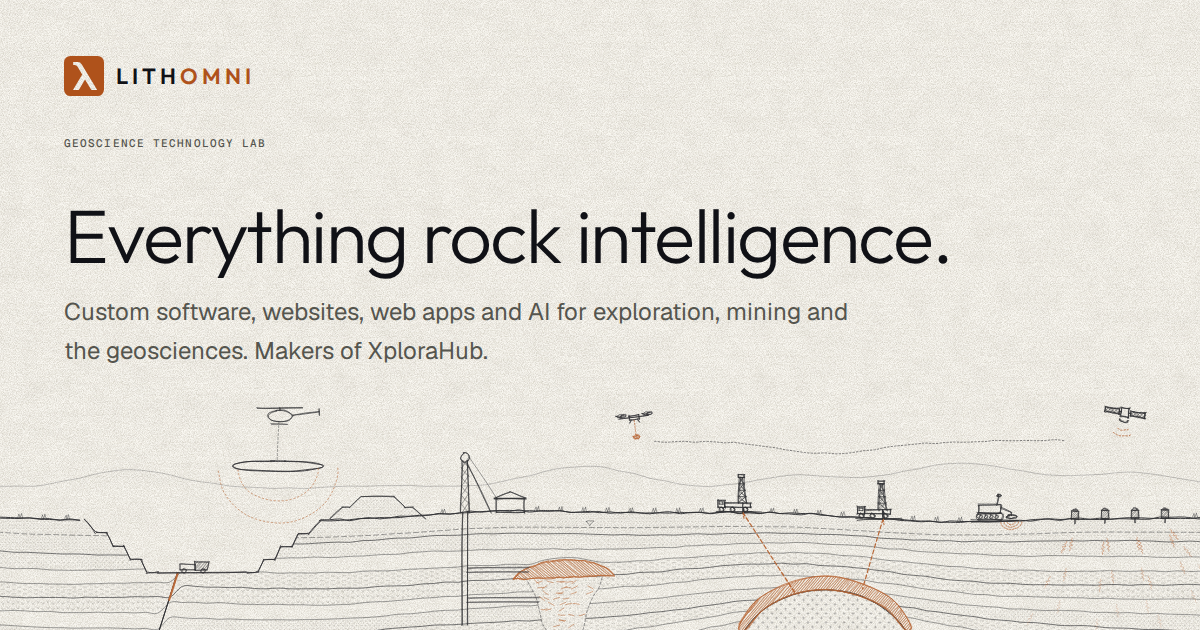 LITHOMNI
GEOSCIENCE TECHNOLOGY LAB
Everything rock intelligence.
Custom software, websites, web apps and AI for exploration, mining and
the geosciences. Makers of XploraHub.